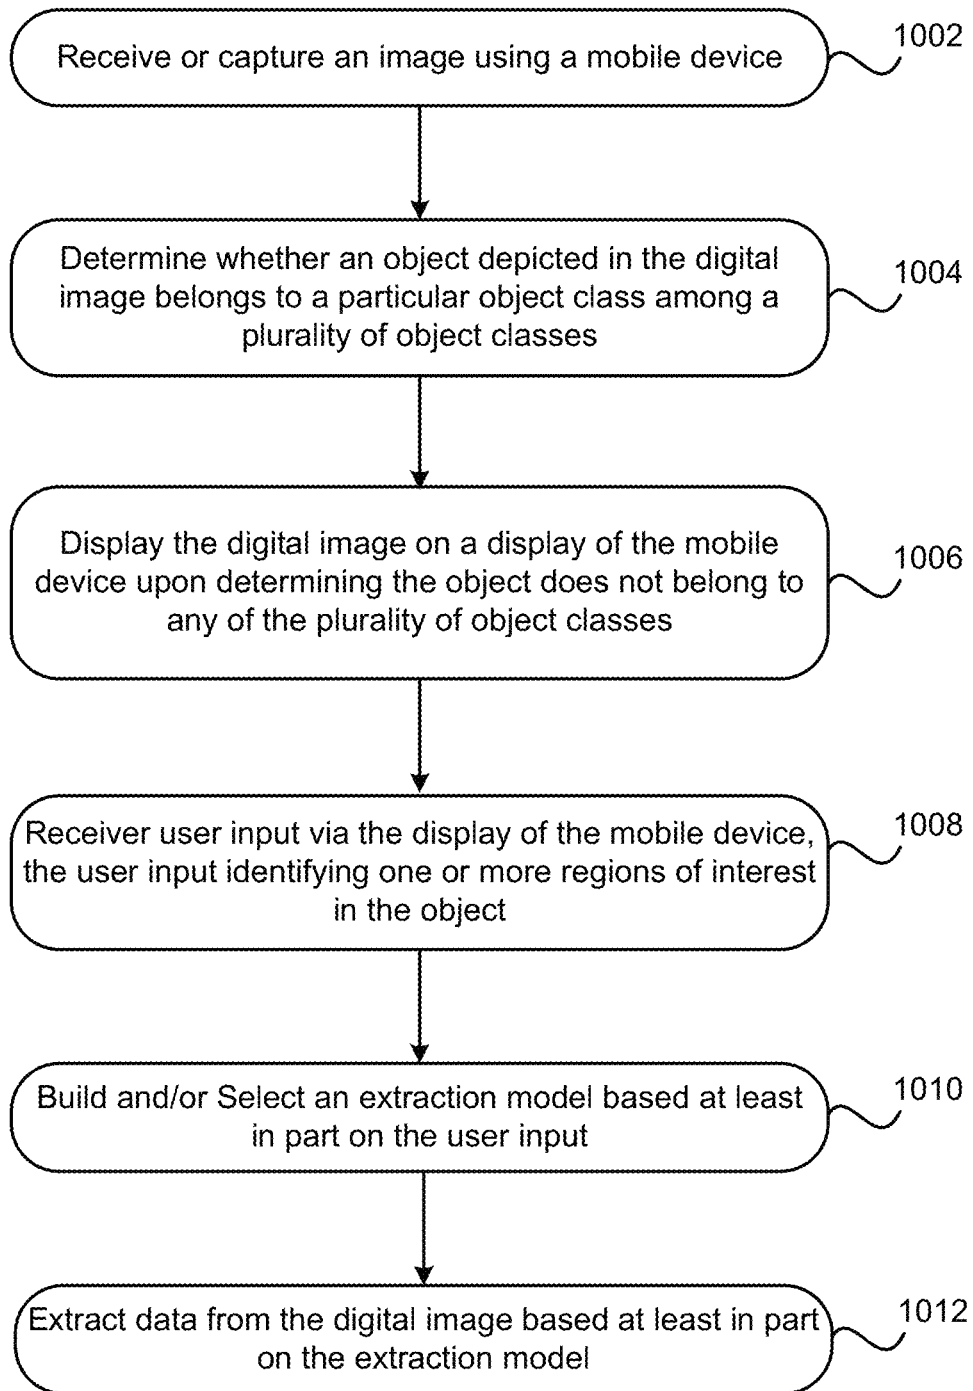 Receive or capture an image using a mobile device
1002
Determine whether an object depicted in the digital
image belongs to a particular object class among a
plurality of object classes
1004
Display the digital image on a display of the mobile
device upon determining the object does not belong to
any of the plurality of object classes
1006
Receiver user input via the display of the mobile device,
the user input identifying one or more regions of interest
in the object
1008
Build and/or Select an extraction model based at least
in part on the user input
1010
Extract data from the digital image based at least in part
on the extraction model
1012